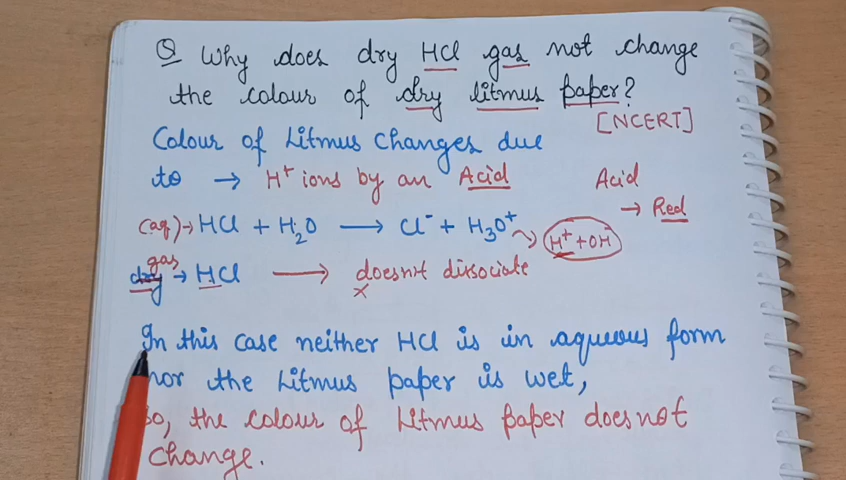 Q Why does dry HCl gas not change
the colour of dry litmus paper?
[NCERT]
Colour of Litmus Changes due
to → H⁺ ions by an Acid
Acid
→ Red
(aq) → HCl + H₂O → Cl⁻ + H₃O⁺
H⁺ + OH⁻
dry gas → HCl → doesnt dissociate
x
In this case neither HCl is in aqueous form
nor the Litmus paper is wet,
So, the colour of Litmus paper does not
change.